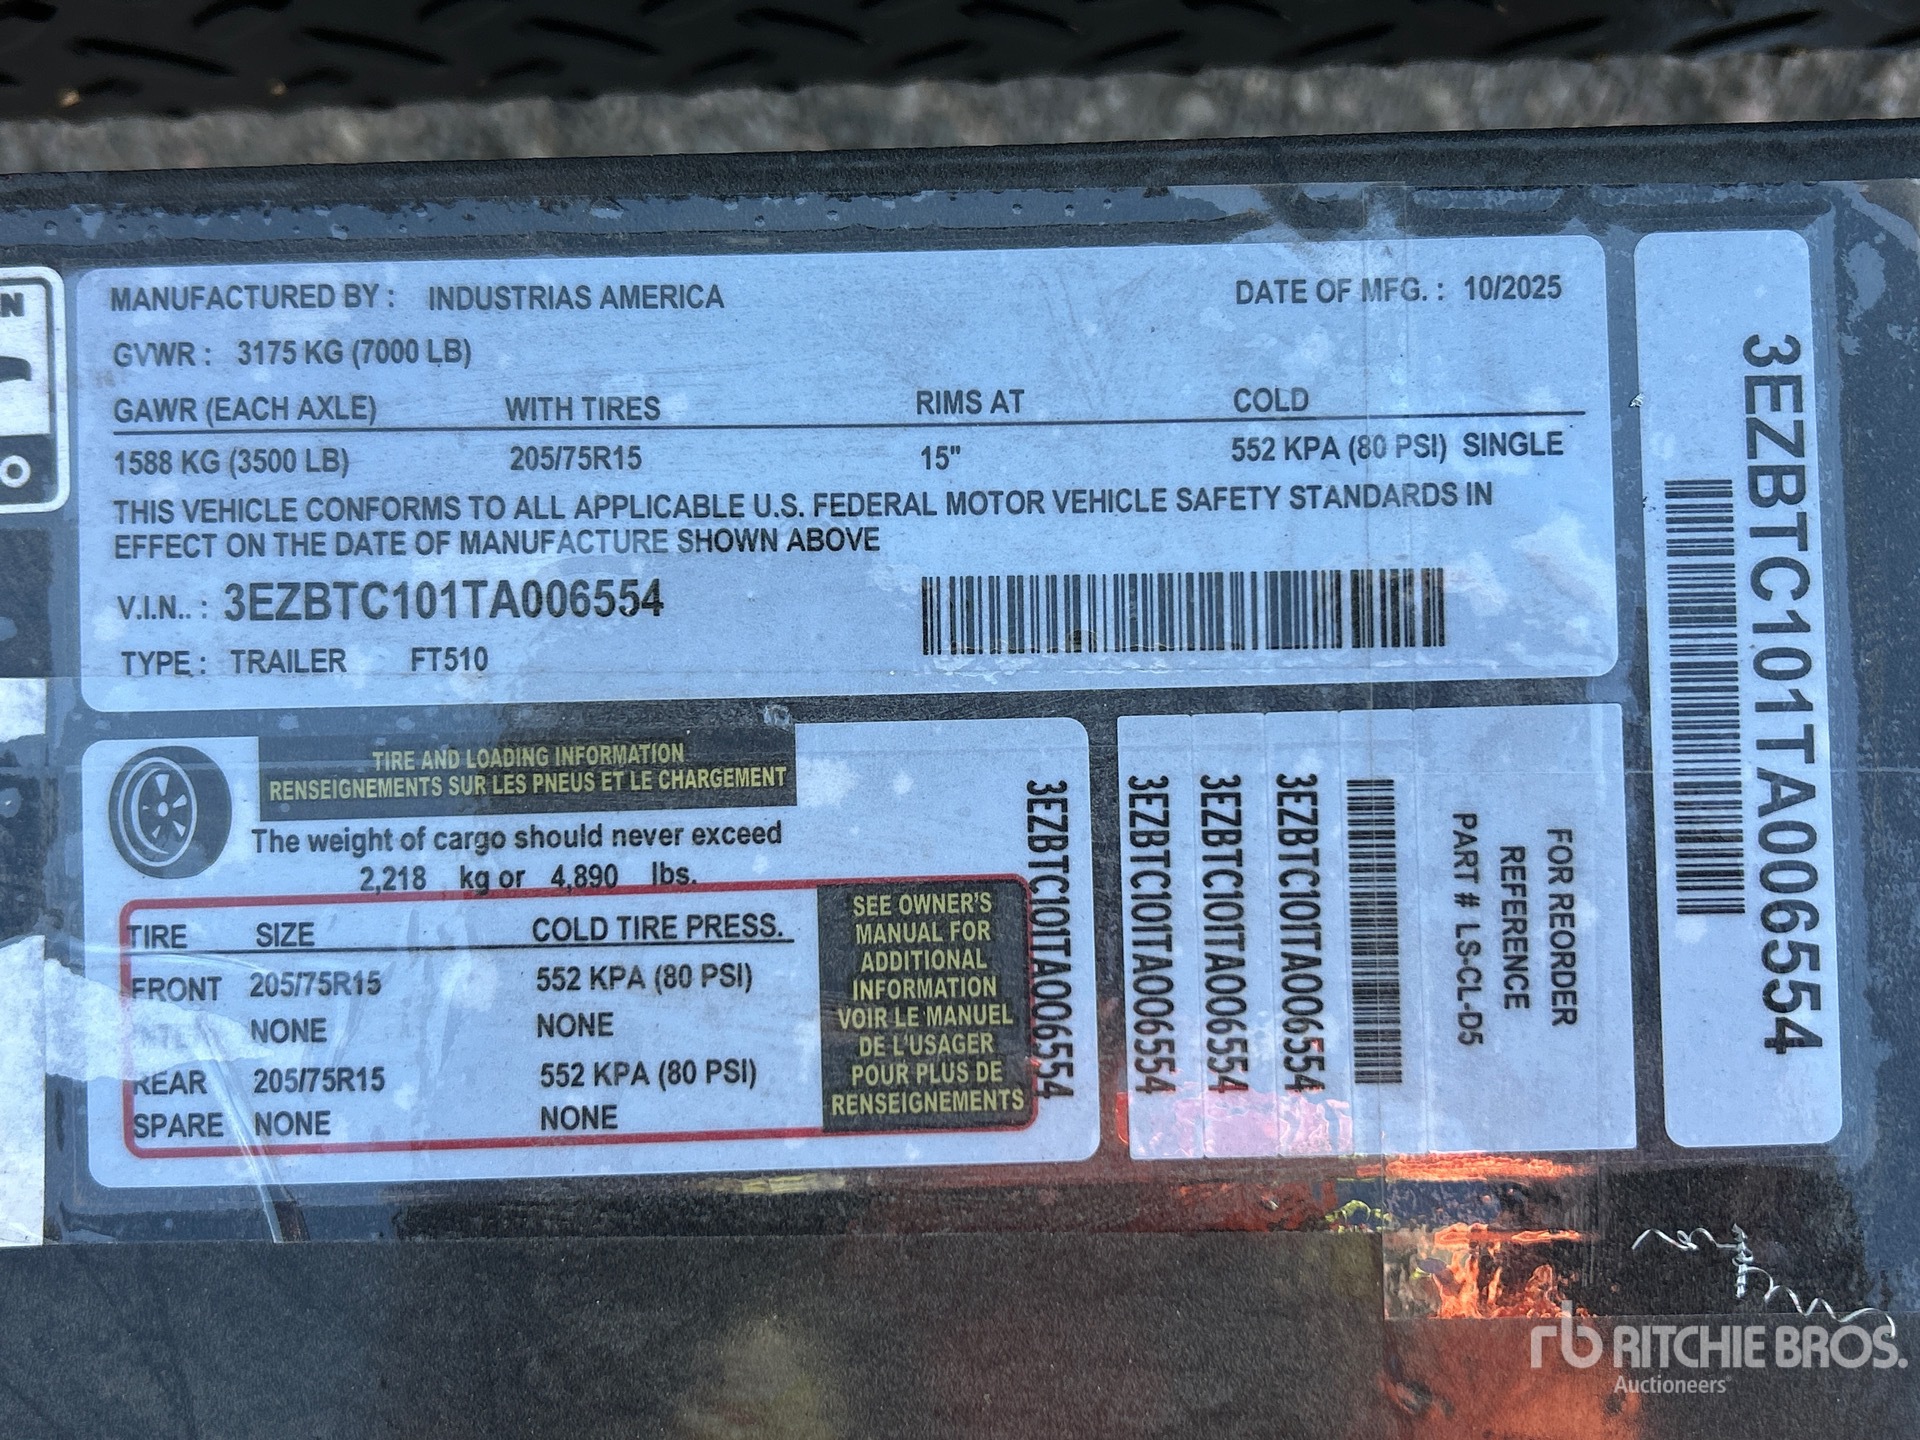 N
MANUFACTURED BY : INDUSTRIAS AMERICA DATE OF MFG. : 10/2025
GVWR : 3175 KG (7000 LB)
GAWR (EACH AXLE) WITH TIRES RIMS AT COLD
1588 KG (3500 LB) 205/75R15 15" 552 KPA (80 PSI) SINGLE
THIS VEHICLE CONFORMS TO ALL APPLICABLE U.S. FEDERAL MOTOR VEHICLE SAFETY STANDARDS IN
EFFECT ON THE DATE OF MANUFACTURE SHOWN ABOVE
V.I.N.. : 3EZBTC101TA006554
TYPE : TRAILER FT510
3EZBTC101TA006554
TIRE AND LOADING INFORMATION
RENSEIGNEMENTS SUR LES PNEUS ET LE CHARGEMENT
The weight of cargo should never exceed
2,218 kg or 4,890 lbs.
TIRE SIZE COLD TIRE PRESS.
FRONT 205/75R15 552 KPA (80 PSI)
NONE NONE
REAR 205/75R15 552 KPA (80 PSI)
SPARE NONE NONE
SEE OWNER'S
MANUAL FOR
ADDITIONAL
INFORMATION
VOIR LE MANUEL
DE L'USAGER
POUR PLUS DE
RENSEIGNEMENTS
3EZBTC101TA006554
3EZBTC101TA006554
3EZBTC101TA006554
3EZBTC101TA006554
FOR REORDER
REFERENCE
PART # LS-CL-D5
rb RITCHIE BROS.
Auctioneers